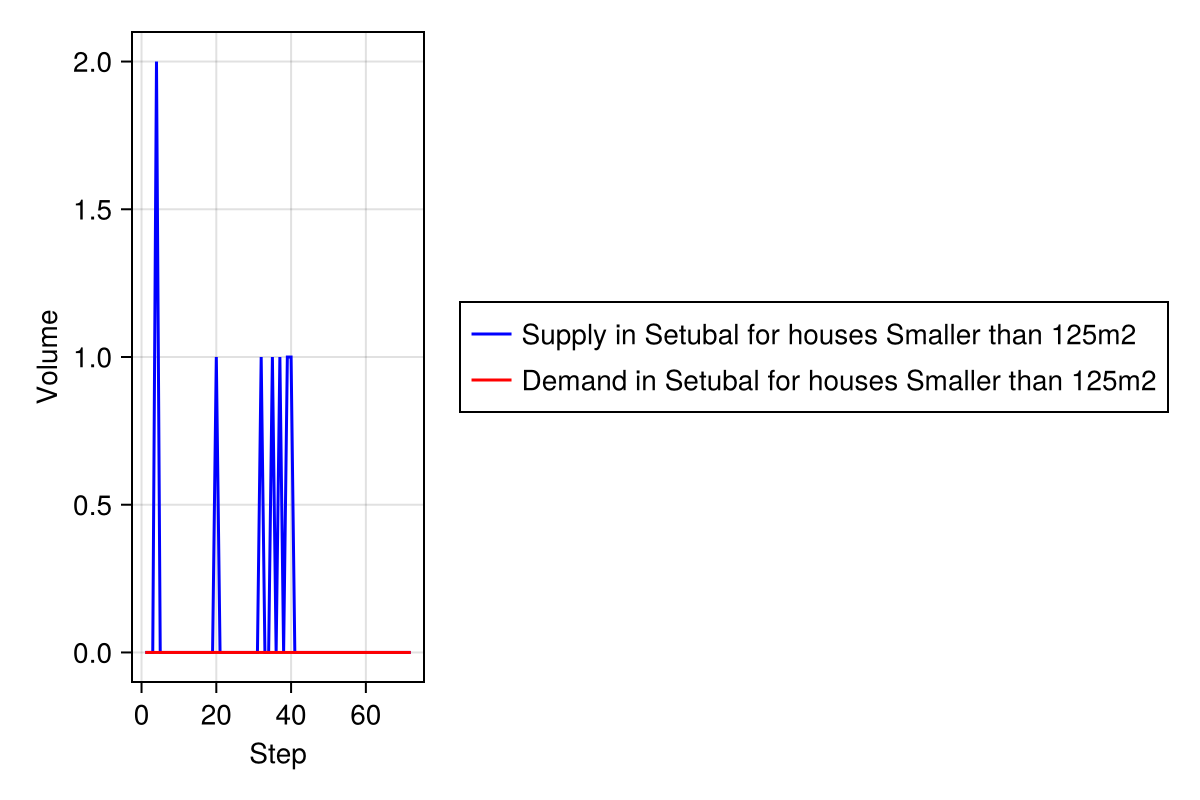 2.0
1.5
1.0
0.5
0.0
Volume
0 20 40 60
Step
Supply in Setubal for houses Smaller than 125m2
Demand in Setubal for houses Smaller than 125m2